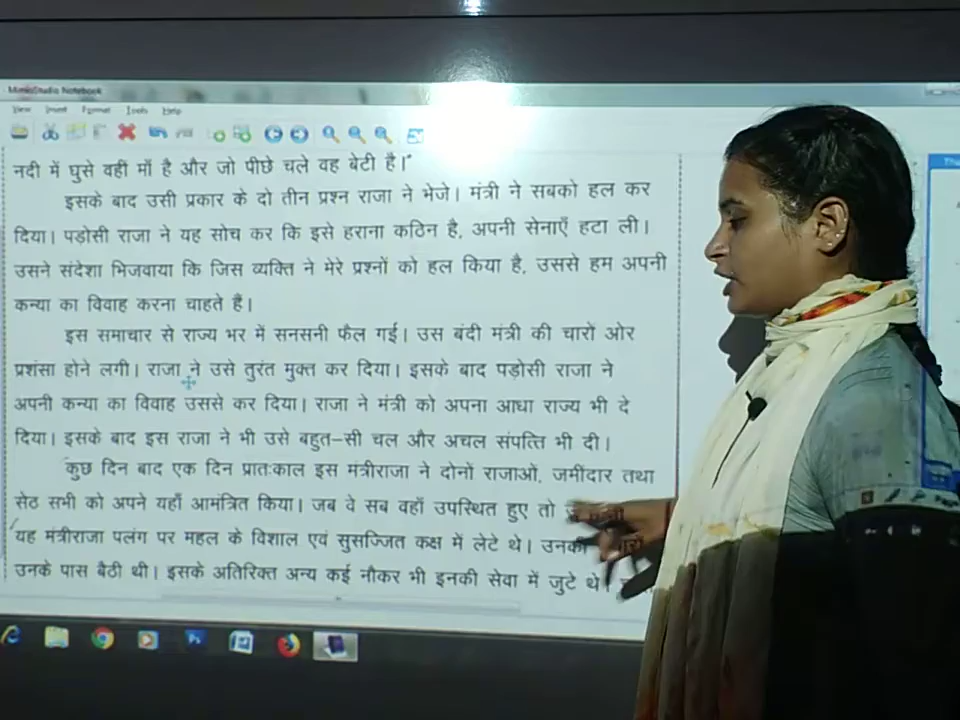 MimioStudio Notebook
View Insert Format Tools Help
नदी में घुसे वही माँ है और जो पीछे चले वह बेटी है।"
इसके बाद उसी प्रकार के दो तीन प्रश्न राजा ने भेजे। मंत्री ने सबको हल कर
दिया। पड़ोसी राजा ने यह सोच कर कि इसे हराना कठिन है, अपनी सेनाएँ हटा ली।
उसने संदेशा भिजवाया कि जिस व्यक्ति ने मेरे प्रश्नों को हल किया है, उससे हम अपनी
कन्या का विवाह करना चाहते हैं।
इस समाचार से राज्य भर में सनसनी फैल गई। उस बंदी मंत्री की चारों ओर
प्रशंसा होने लगी। राजा ने उसे तुरंत मुक्त कर दिया। इसके बाद पड़ोसी राजा ने
अपनी कन्या का विवाह उससे कर दिया। राजा ने मंत्री को अपना आधा राज्य भी दे
दिया। इसके बाद इस राजा ने भी उसे बहुत-सी चल और अचल संपत्ति भी दी।
कुछ दिन बाद एक दिन प्रातःकाल इस मंत्रीराजा ने दोनों राजाओं, जमींदार तथा
सेठ सभी को अपने यहाँ आमंत्रित किया। जब वे सब वहाँ उपस्थित हुए तो
यह मंत्रीराजा पलंग पर महल के विशाल एवं सुसज्जित कक्ष में लेटे थे। उनकी
उनके पास बैठी थी। इसके अतिरिक्त अन्य कई नौकर भी इनकी सेवा में जुटे थे।